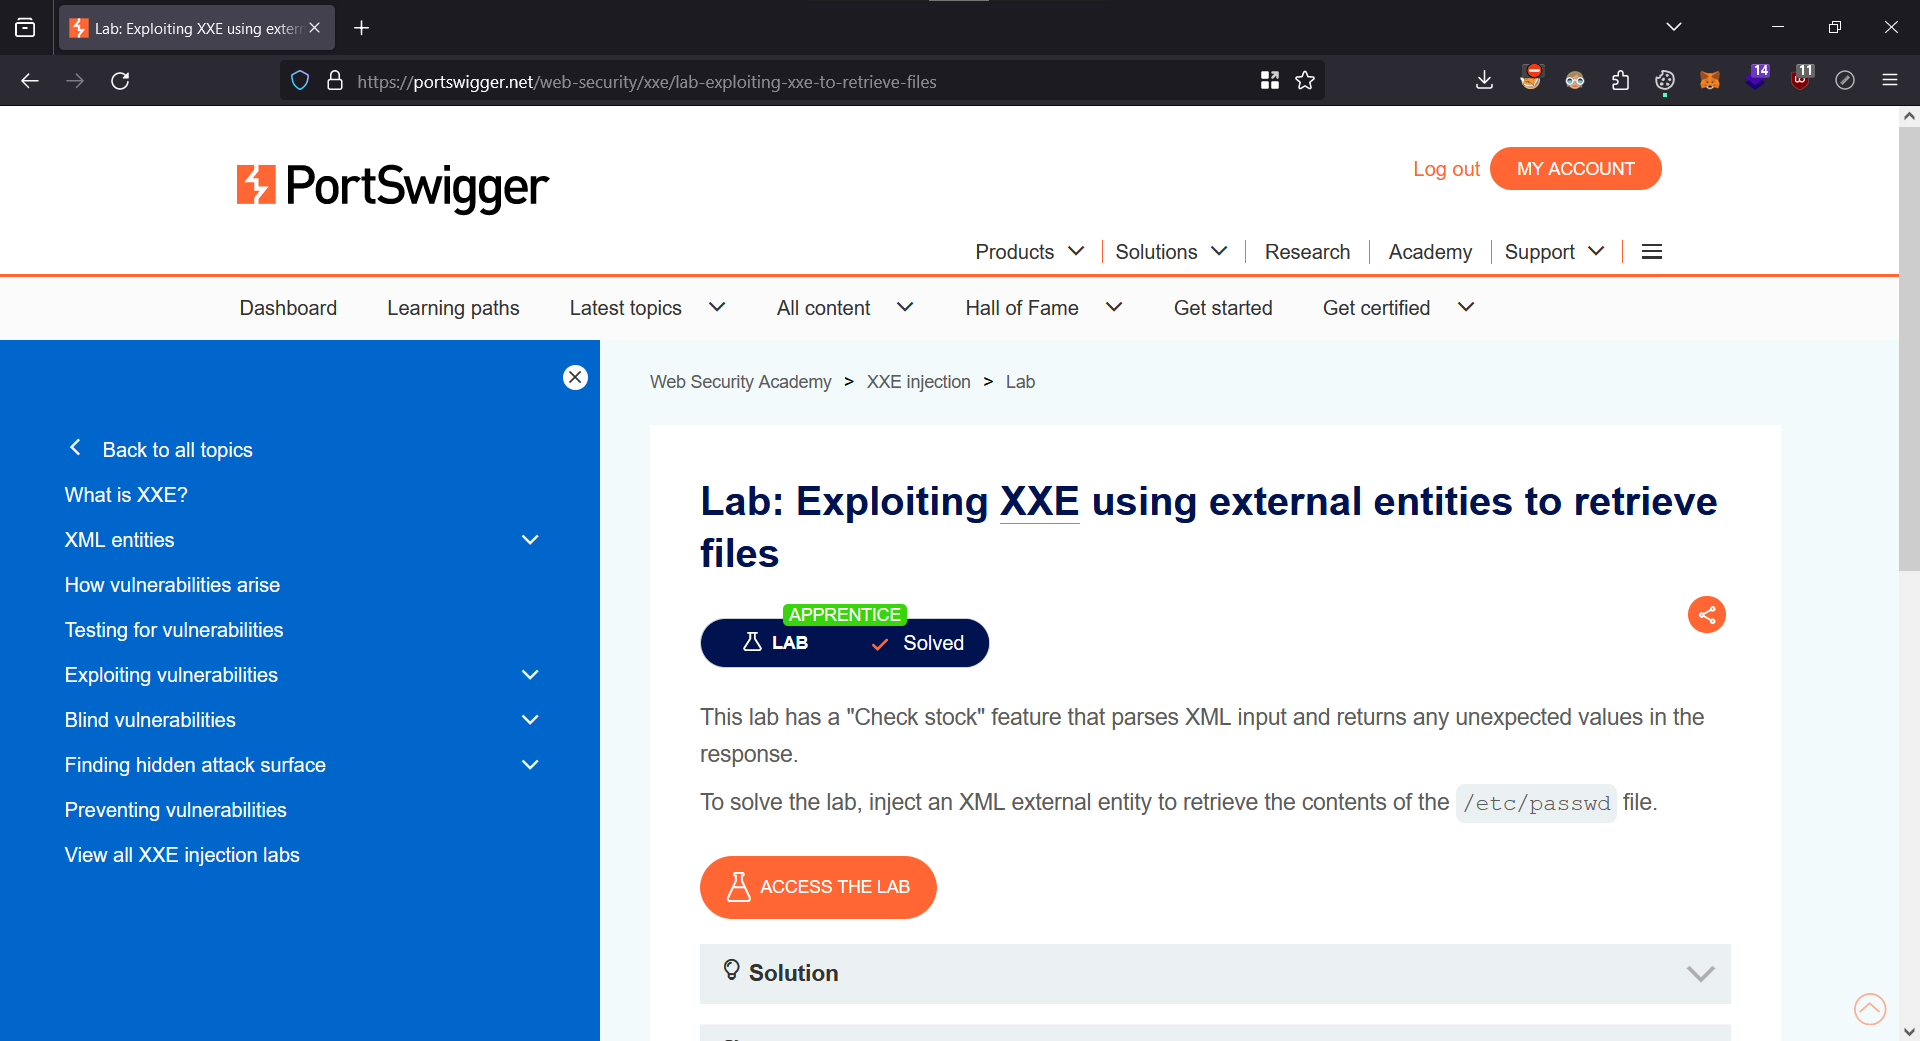 Lab: Exploiting XXE using extern
https://portswigger.net/web-security/xxe/lab-exploiting-xxe-to-retrieve-files
14
11
PortSwigger
Log out
MY ACCOUNT
Products
Solutions
Research
Academy
Support
Dashboard
Learning paths
Latest topics
All content
Hall of Fame
Get started
Get certified
Back to all topics
What is XXE?
XML entities
How vulnerabilities arise
Testing for vulnerabilities
Exploiting vulnerabilities
Blind vulnerabilities
Finding hidden attack surface
Preventing vulnerabilities
View all XXE injection labs
Web Security Academy > XXE injection > Lab
Lab: Exploiting XXE using external entities to retrieve
files
APPRENTICE
LAB
Solved
This lab has a "Check stock" feature that parses XML input and returns any unexpected values in the
response.
To solve the lab, inject an XML external entity to retrieve the contents of the /etc/passwd file.
ACCESS THE LAB
Solution